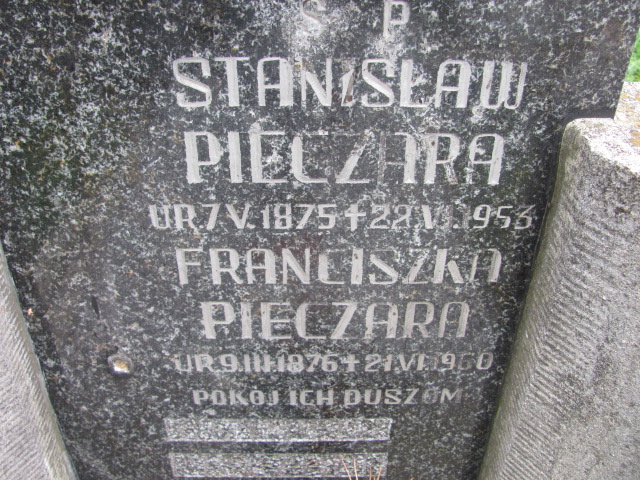 Ś P
STANISŁAW
PIECZARA
UR 7 V. 1875 + 22 VI. 1953
FRANCISZKA
PIECZARA
UR 9. III. 1876 + 21. VI. 1960
POKÓJ ICH DUSZOM